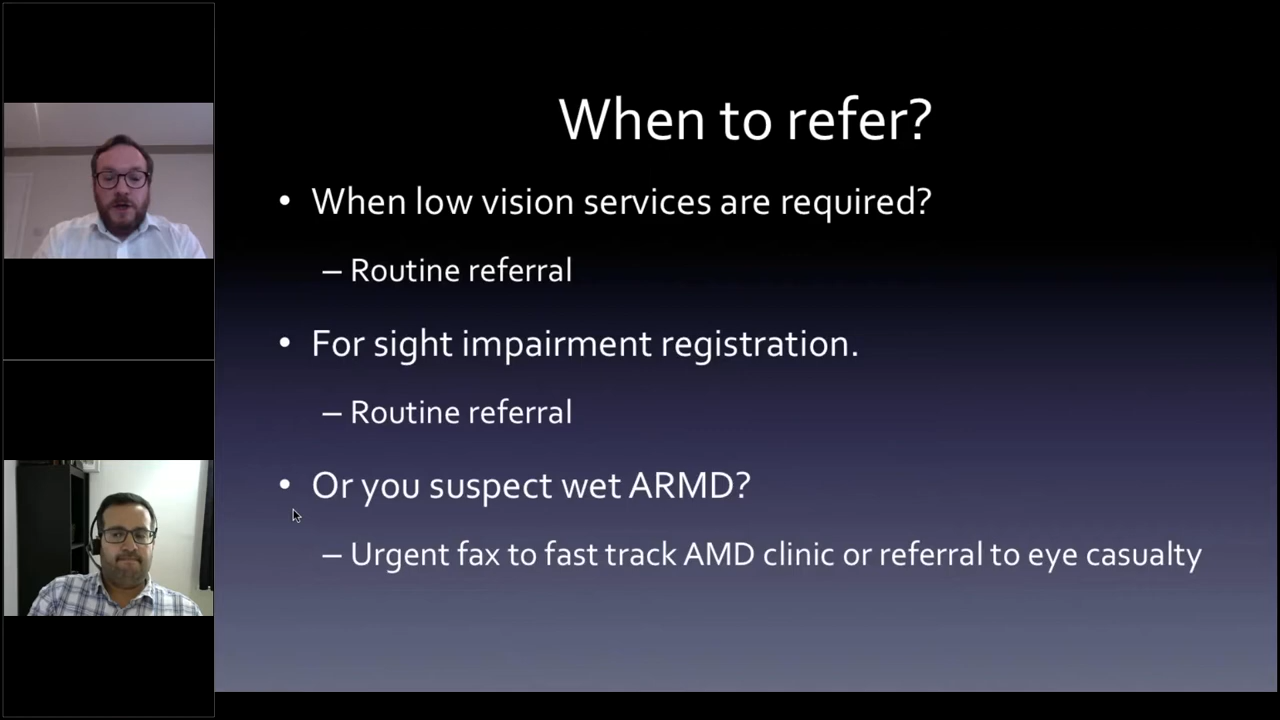 When to refer?
• When low vision services are required?
– Routine referral
• For sight impairment registration.
– Routine referral
• Or you suspect wet ARMD?
– Urgent fax to fast track AMD clinic or referral to eye casualty